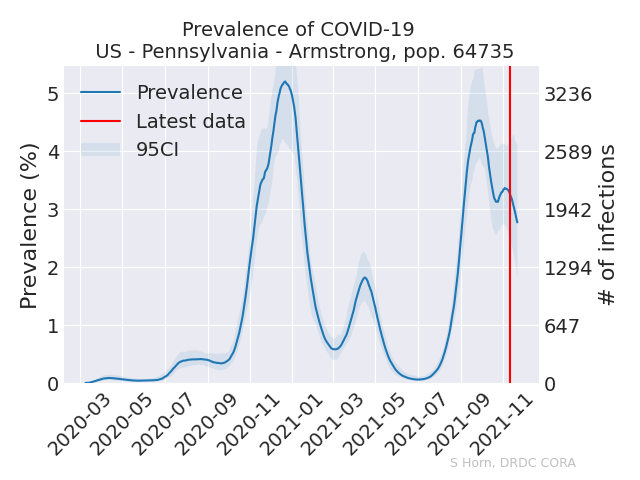 Prevalence of COVID-19
US - Pennsylvania - Armstrong, pop. 64735
Prevalence
Latest data
95CI
Prevalence (%)
5
4
3
2
1
0
3236
2589
1942
1294
647
0
# of infections
2020-03
2020-05
2020-07
2020-09
2020-11
2021-01
2021-03
2021-05
2021-07
2021-09
2021-11
S Horn, DRDC CORA